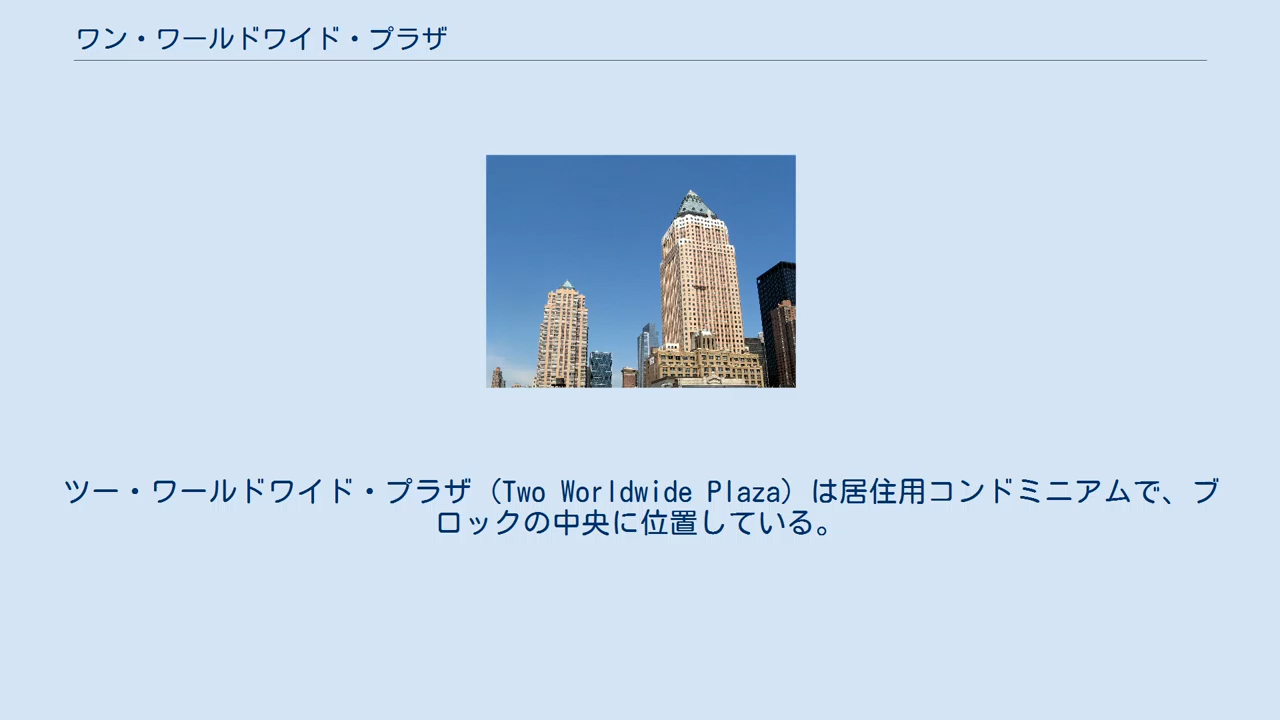 ワン・ワールドワイド・プラザ
ツー・ワールドワイド・プラザ（Two Worldwide Plaza）は居住用コンドミニアムで、ブ
ロックの中央に位置している。